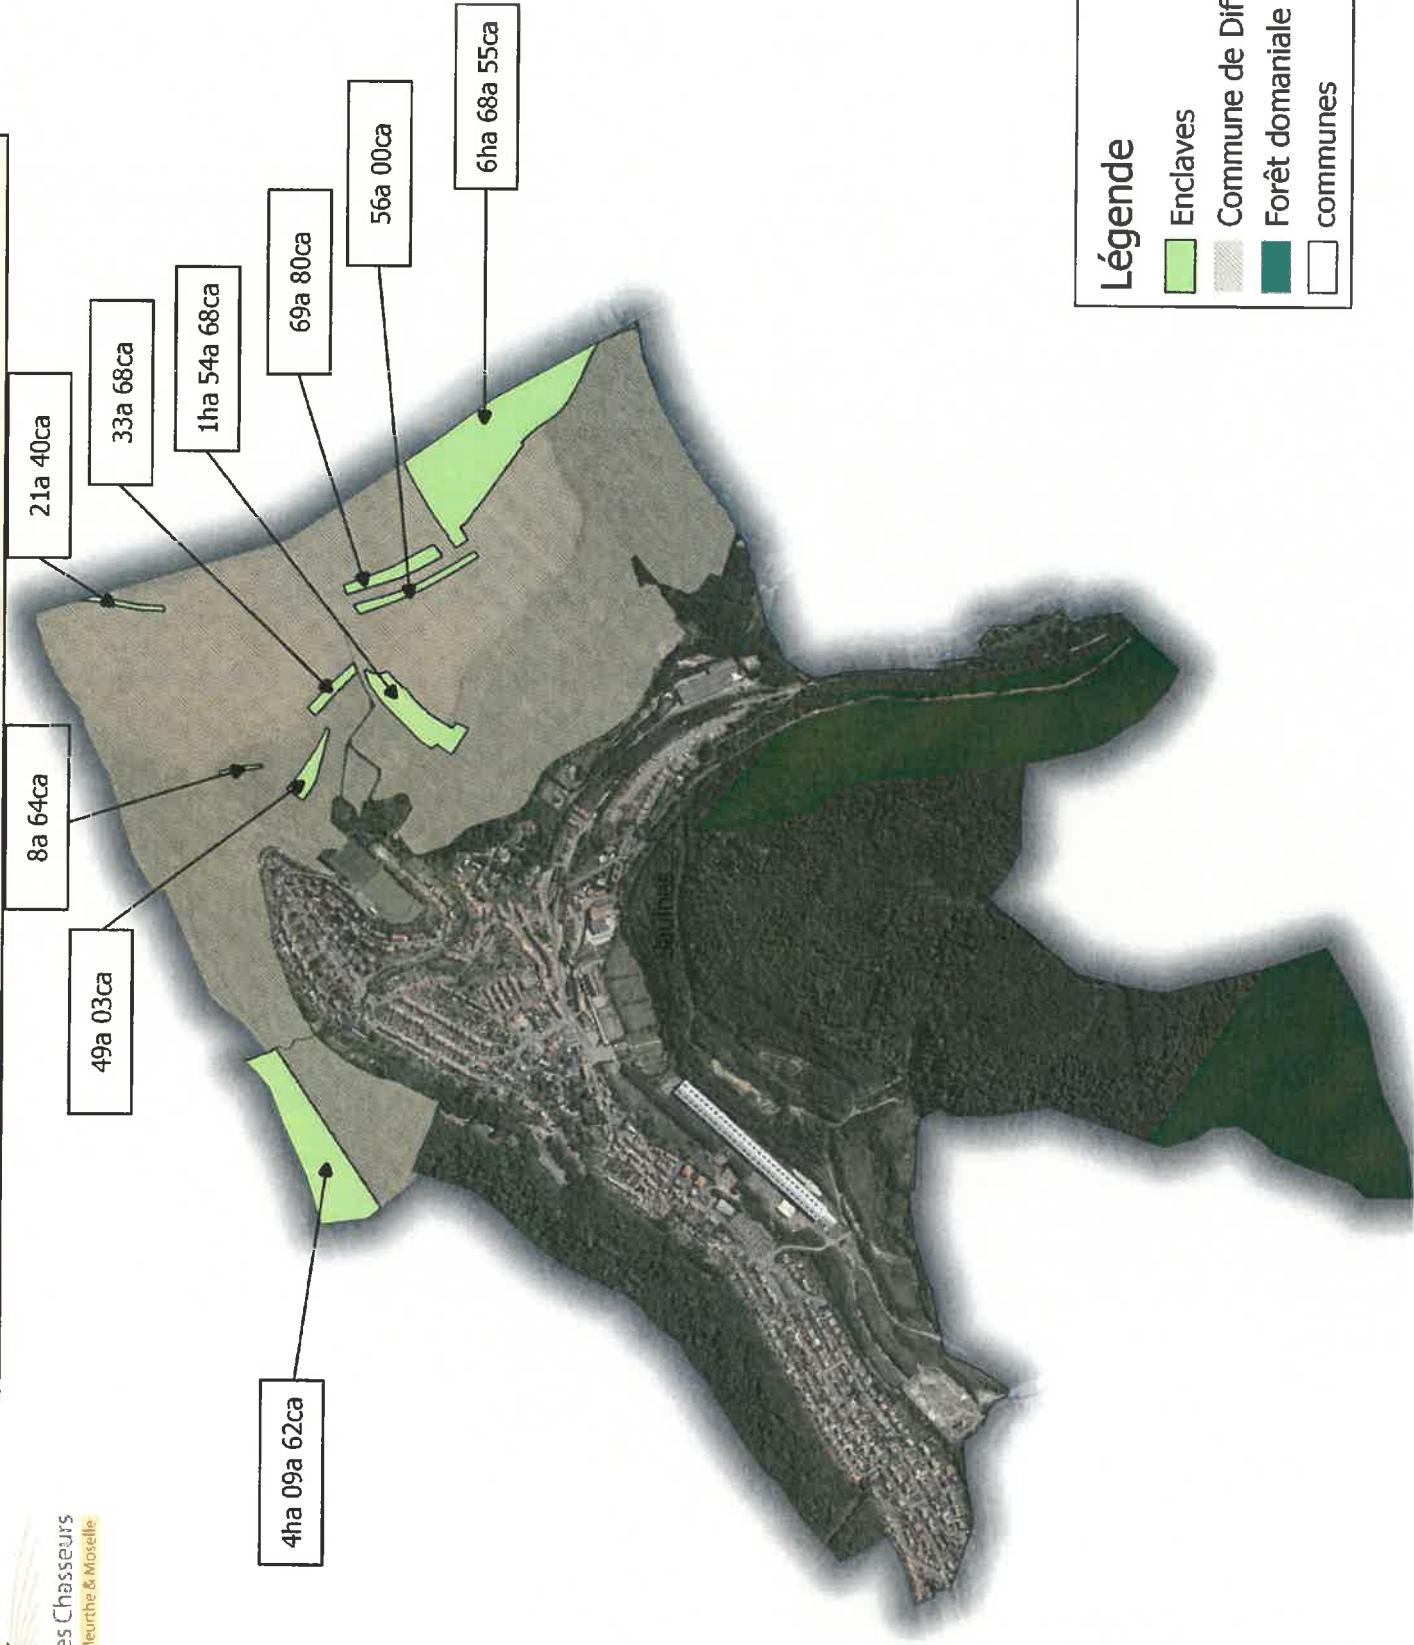 es Chasseurs
Meurthe & Moselle
4ha 09a 62ca
49a 03ca
8a 64ca
21a 40ca
33a 68ca
1ha 54a 68ca
69a 80ca
56a 00ca
6ha 68a 55ca
Saulnes
Légende
Enclaves
Commune de Dif
Forêt domaniale
communes